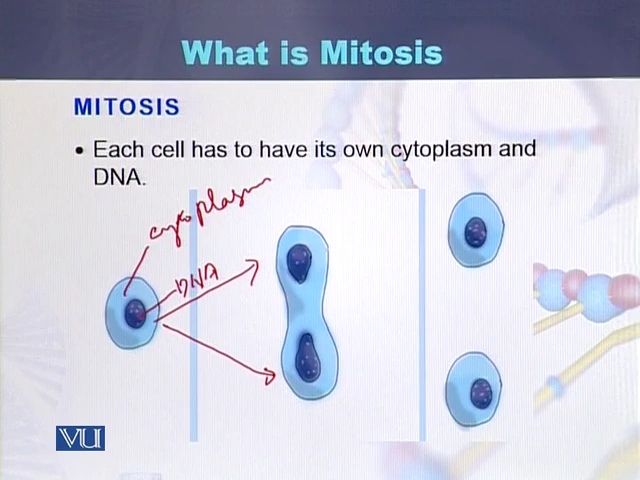 What is Mitosis
MITOSIS
• Each cell has to have its own cytoplasm and
DNA.
cytoplasm
DNA
VU